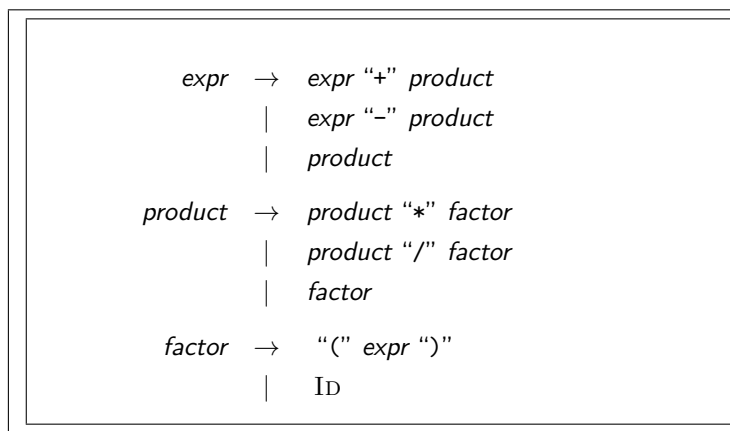 expr → expr “+” product
| expr “-” product
| product
product → product “*” factor
| product “/” factor
| factor
factor → “(” expr “)”
| ID